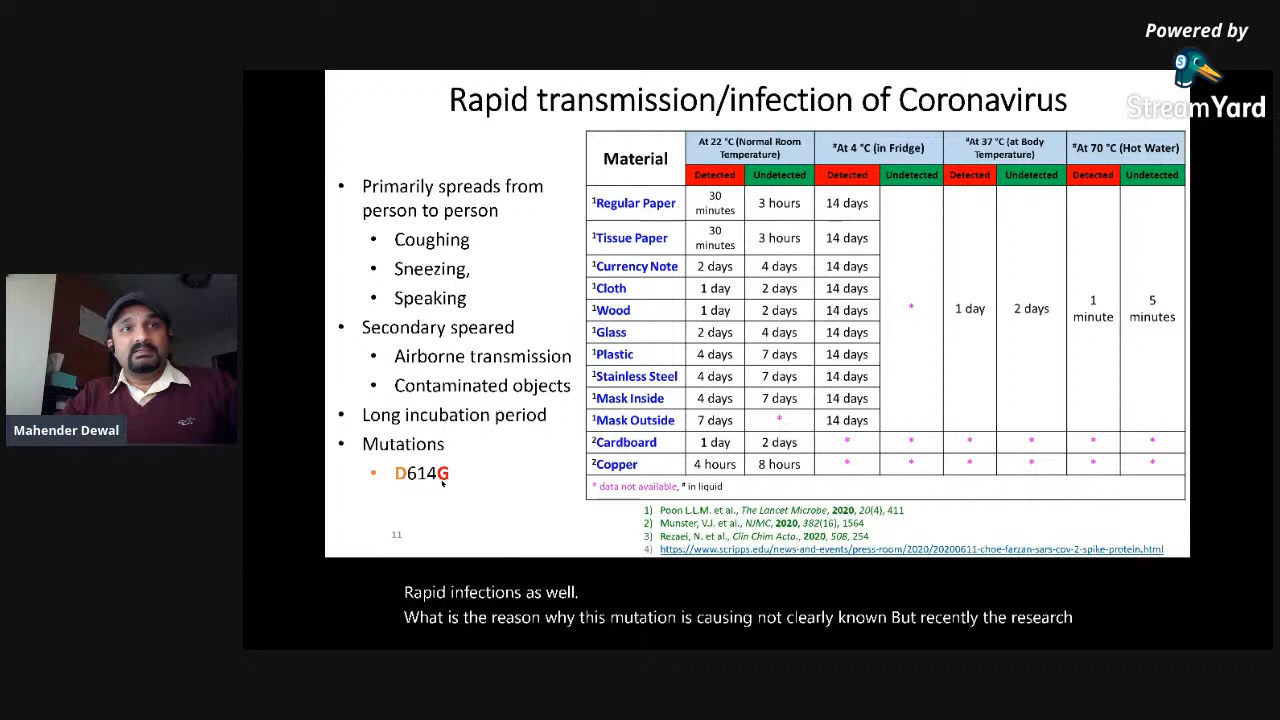 Powered by
StreamYard
Rapid transmission/infection of Coronavirus
• Primarily spreads from
person to person
• Coughing
• Sneezing,
• Speaking
• Secondary speared
• Airborne transmission
• Contaminated objects
• Long incubation period
• Mutations
• D614G
11
Material At 22 °C (Normal Room Temperature) #At 4 °C (in Fridge) #At 37 °C (at Body Temperature) #At 70 °C (Hot Water)
Detected Undetected Detected Undetected Detected Undetected Detected Undetected
1Regular Paper 30 minutes 3 hours 14 days
1Tissue Paper 30 minutes 3 hours 14 days
1Currency Note 2 days 4 days 14 days
1Cloth 1 day 2 days 14 days
1Wood 1 day 2 days 14 days * 1 day 2 days 1 minute 5 minutes
1Glass 2 days 4 days 14 days
1Plastic 4 days 7 days 14 days
1Stainless Steel 4 days 7 days 14 days
1Mask Inside 4 days 7 days 14 days
1Mask Outside 7 days * 14 days
2Cardboard 1 day 2 days * * * * * *
2Copper 4 hours 8 hours * * * * * *
* data not available, # in liquid
1) Poon L.L.M. et al., The Lancet Microbe, 2020, 20(4), 411
2) Munster, V.J. et al., NJMC, 2020, 382(16), 1564
3) Rezaei, N. et al., Clin Chim Acta., 2020, 508, 254
4) https://www.scripps.edu/news-and-events/press-room/2020/20200611-choe-farzan-sars-cov-2-spike-protein.html
Mahender Dewal
Rapid infections as well.
What is the reason why this mutation is causing not clearly known But recently the research